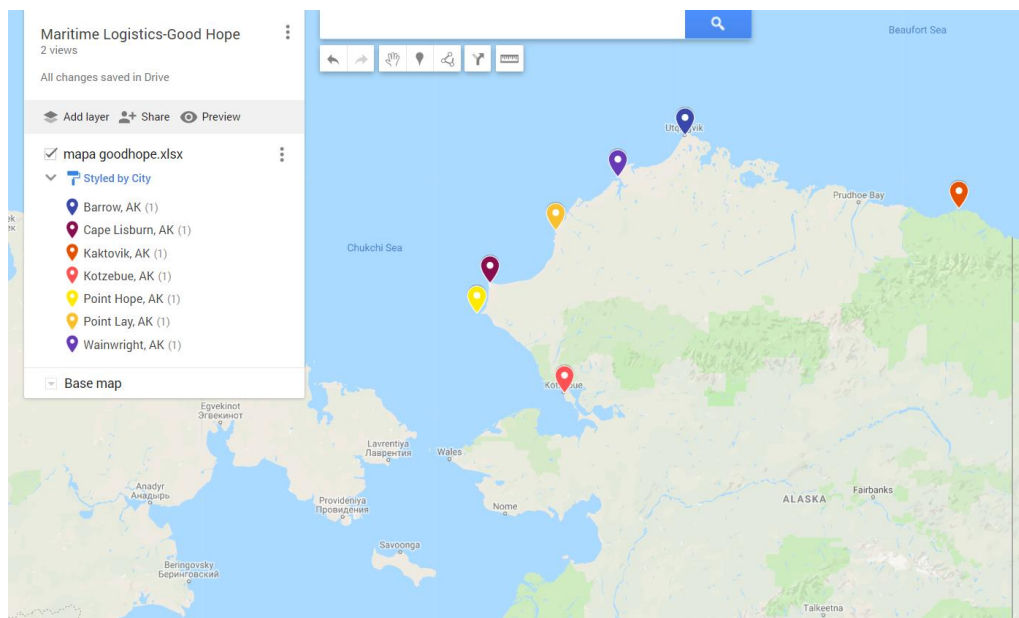 Maritime Logistics-Good Hope
2 views
All changes saved in Drive
Add layer Share Preview
mapa goodhope.xlsx
Styled by City
Barrow, AK (1)
Cape Lisburn, AK (1)
Kaktovik, AK (1)
Kotzebue, AK (1)
Point Hope, AK (1)
Point Lay, AK (1)
Wainwright, AK (1)
Base map
Beaufort Sea
Prudhoe Bay
Chukchi Sea
Egvekinot
Эгвекинот
Lavrentiya
Лаврентия
Wales
Anadyr
Анадырь
Provideniya
Провидения
Nome
ALASKA
Fairbanks
Savoonga
Beringovsky
Беринговский
Talkeetna